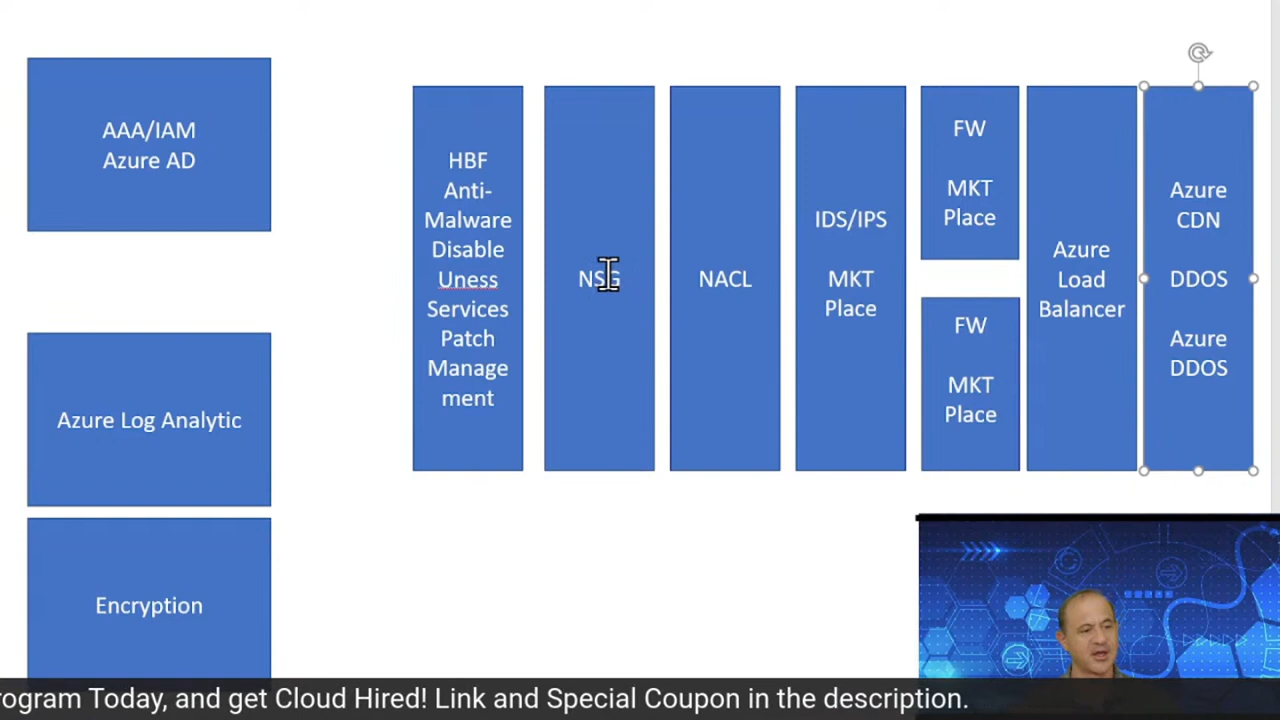 AAA/IAM
Azure AD
Azure Log Analytic
Encryption
HBF
Anti-
Malware
Disable
Uness
Services
Patch
Manage
ment
NSG
NACL
IDS/IPS
MKT
Place
FW
MKT
Place
FW
MKT
Place
Azure
Load
Balancer
Azure
CDN
DDOS
Azure
DDOS
rogram Today, and get Cloud Hired! Link and Special Coupon in the description.